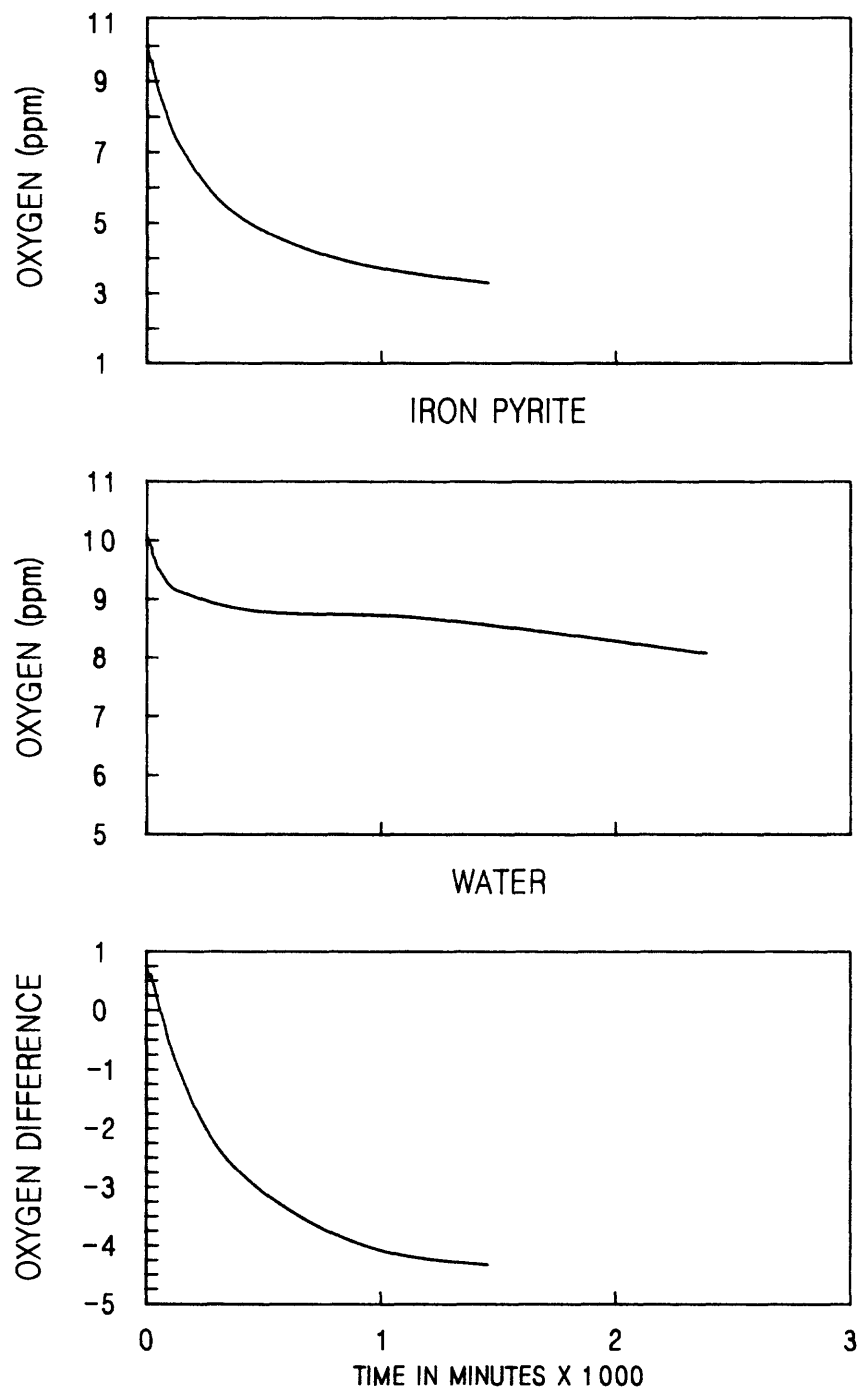 OXYGEN (ppm)
11
9
7
5
3
1
IRON PYRITE
OXYGEN (ppm)
11
10
9
8
7
6
5
WATER
OXYGEN DIFFERENCE
1
0
-1
-2
-3
-4
-5
0 1 2 3
TIME IN MINUTES X 1000